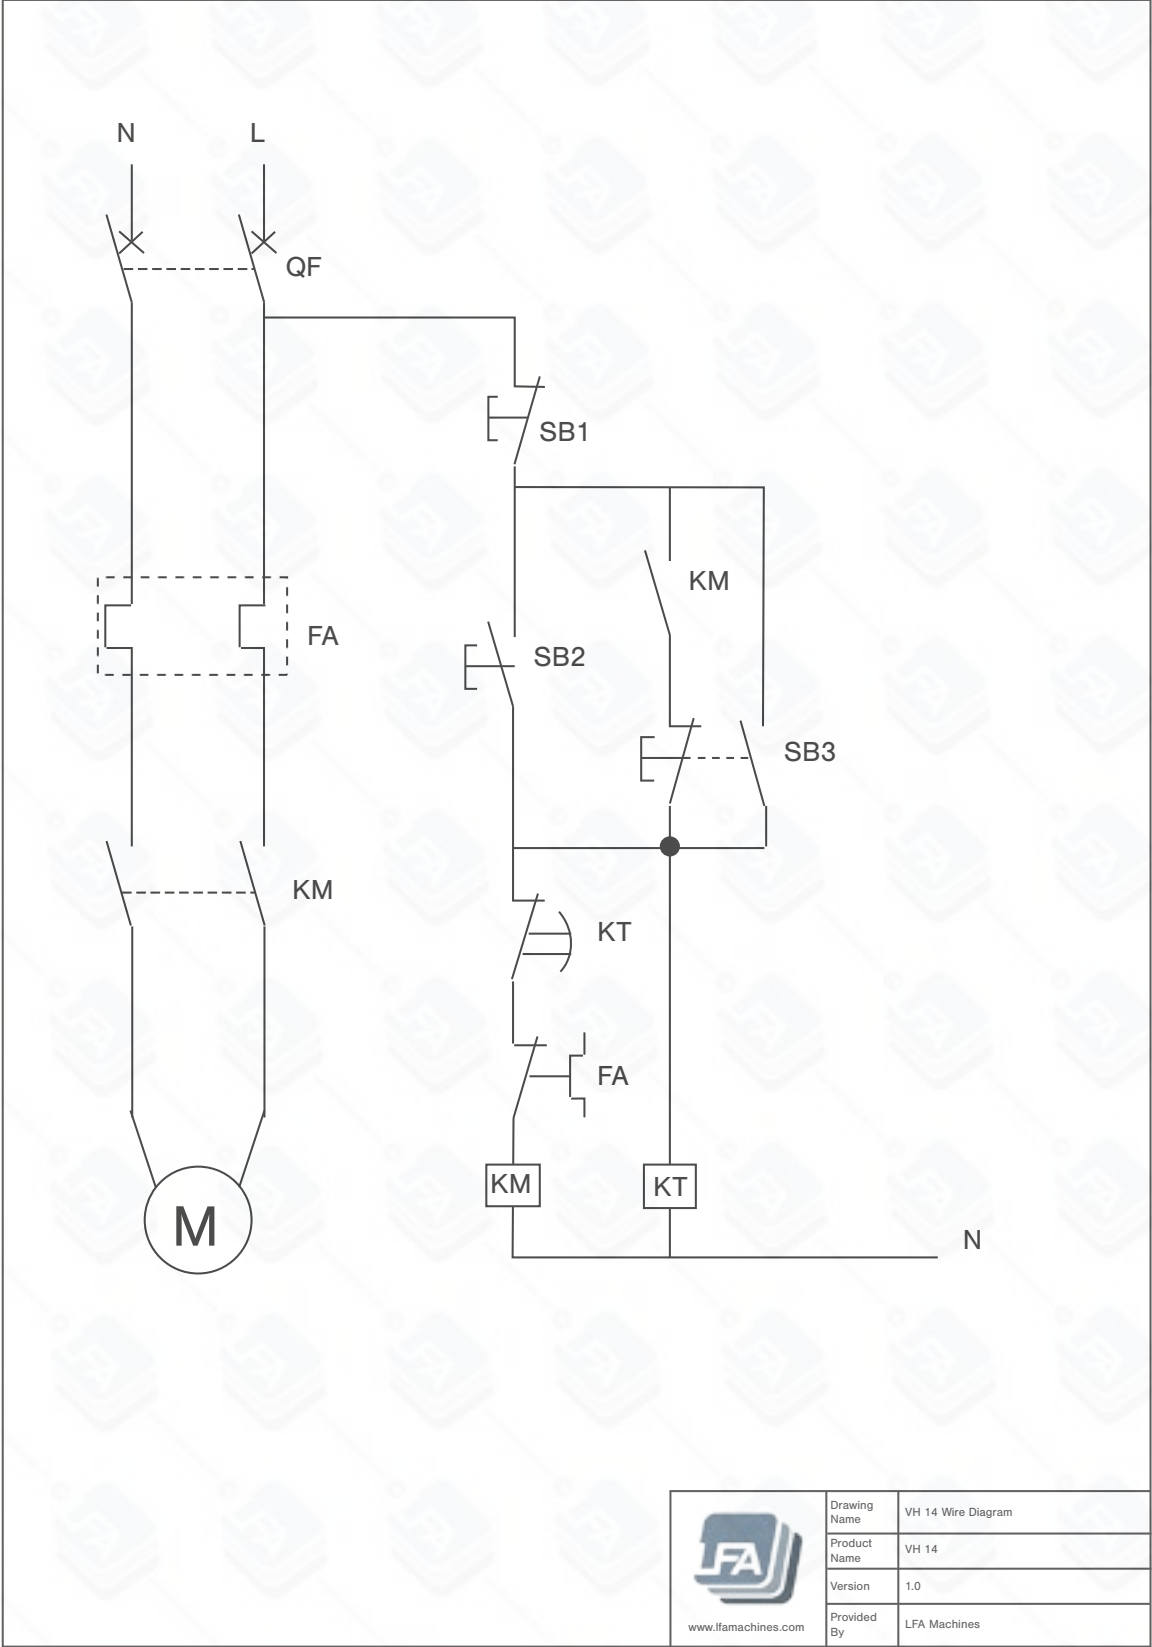 N
L
QF
SB1
KM
SB2
FA
SB3
KM
KT
FA
KM
KT
M
N
LFA
www.lfamachines.com
Drawing
Name
VH 14 Wire Diagram
Product
Name
VH 14
Version
1.0
Provided
By
LFA Machines